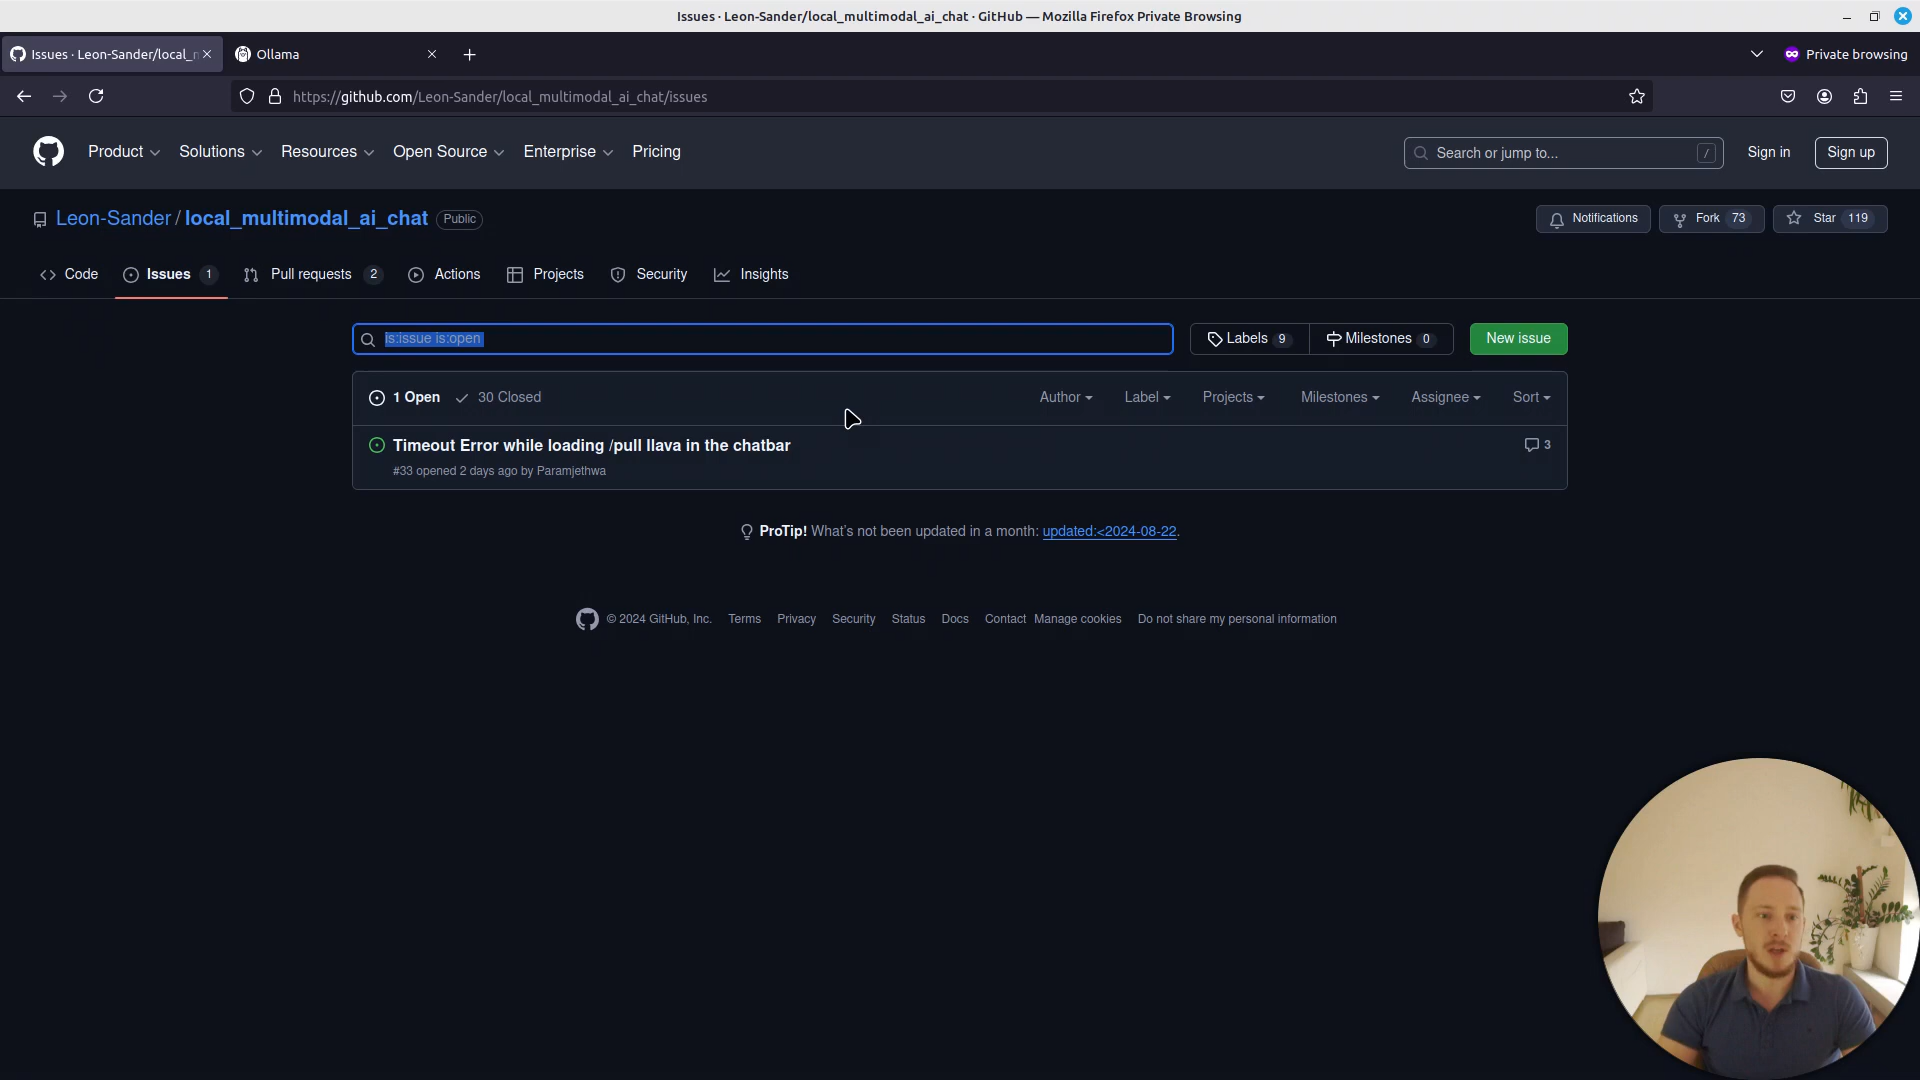 Issues · Leon-Sander/local_multimodal_ai_chat · GitHub — Mozilla Firefox Private Browsing
Issues · Leon-Sander/local_
Ollama
Private browsing
https://github.com/Leon-Sander/local_multimodal_ai_chat/issues
Product Solutions Resources Open Source Enterprise Pricing
Search or jump to... /
Sign in
Sign up
Leon-Sander / local_multimodal_ai_chat Public
Notifications
Fork 73
Star 119
Code Issues 1 Pull requests 2 Actions Projects Security Insights
is:issue is:open
Labels 9
Milestones 0
New issue
1 Open 30 Closed
Author Label Projects Milestones Assignee Sort
Timeout Error while loading /pull llava in the chatbar
3
#33 opened 2 days ago by Paramjethwa
ProTip! What's not been updated in a month: updated:<2024-08-22.
© 2024 GitHub, Inc. Terms Privacy Security Status Docs Contact Manage cookies Do not share my personal information